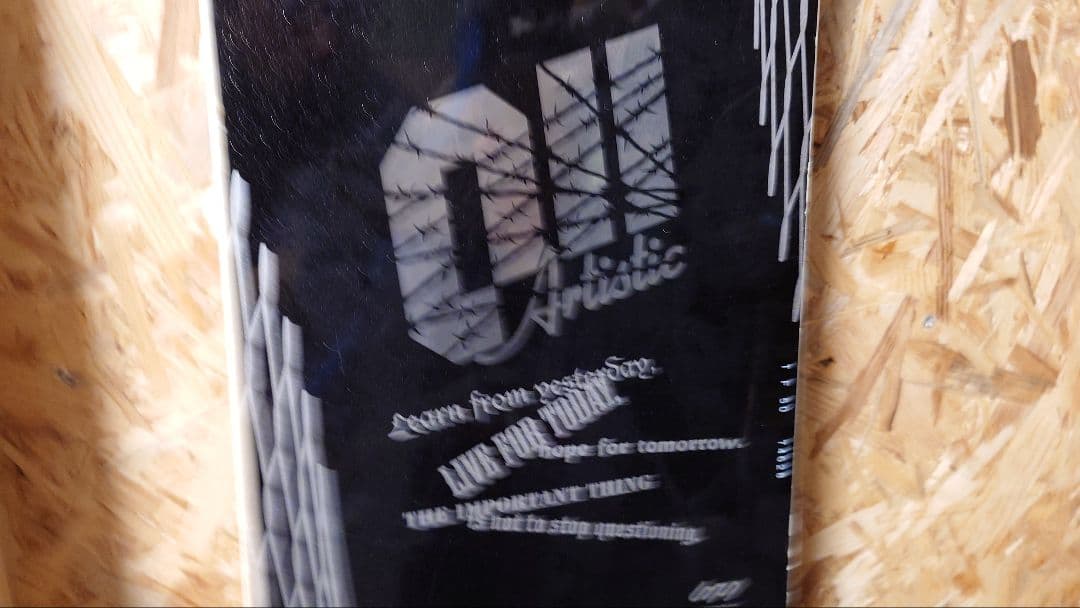 011
Artistic
Learn from yesterday,
LIVE FOR TODAY,
hope for tomorrow.
THE IMPORTANT THING
is not to stop questioning.